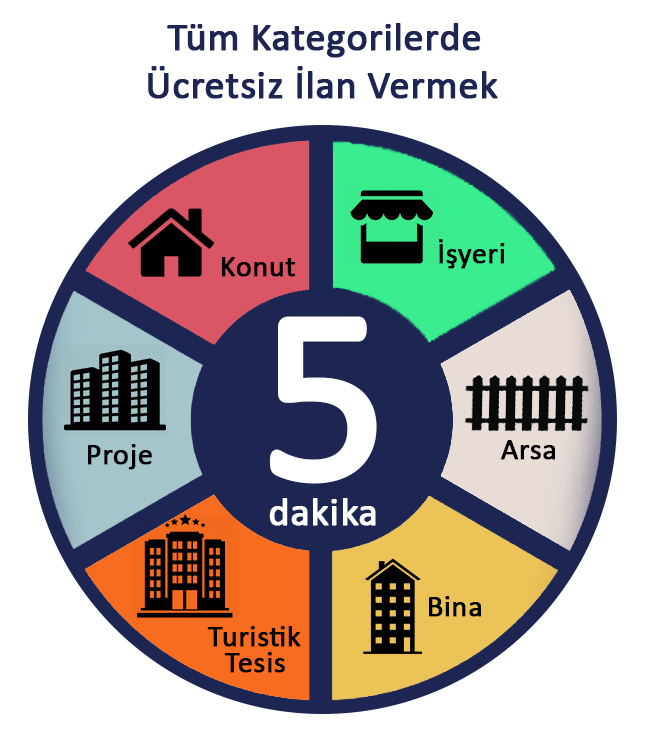 Tüm Kategorilerde
Ücretsiz İlan Vermek
Konut
İşyeri
5
dakika
Proje
Arsa
Turistik
Tesis
Bina